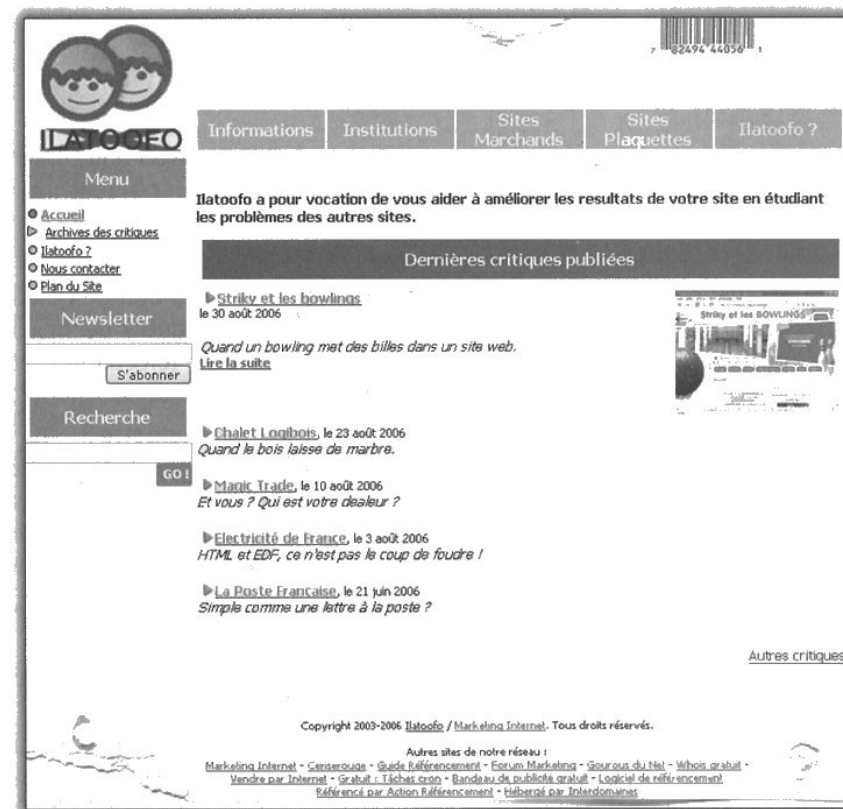 7 82494 44056 1
ILATOOFO
Informations
Institutions
Sites
Marchands
Sites
Plaquettes
Ilatoofo ?
Menu
Accueil
Archives des critiques
Ilatoofo ?
Nous contacter
Plan du Site
Newsletter
S'abonner
Recherche
GO !
Ilatoofo a pour vocation de vous aider à améliorer les resultats de votre site en étudiant
les problèmes des autres sites.
Dernières critiques publiées
Striky et les bowlings
le 30 août 2006
Quand un bowling met des billes dans un site web.
Lire la suite
Striky et les BOWLINGS
Chalet Logibois, le 23 août 2006
Quand le bois laisse de marbre.
Magic Trade, le 10 août 2006
Et vous ? Qui est votre dealeur ?
Electricité de France, le 3 août 2006
HTML et EDF, ce n'est pas le coup de foudre !
La Poste Française, le 21 juin 2006
Simple comme une lettre à la poste ?
Autres critiques
Copyright 2003-2006 Ilatoofo / Marketing Internet. Tous droits réservés.
Autres sites de notre réseau :
Marketing Internet - Ceriserouge - Guide Référencement - Forum Marketing - Gourous du Net - Whois gratuit -
Vendre par Internet - Gratuit : Tâches cron - Bandeau de publicité gratuit - Logiciel de référencement
Référencé par Action Référencement - Hébergé par Interdomaines